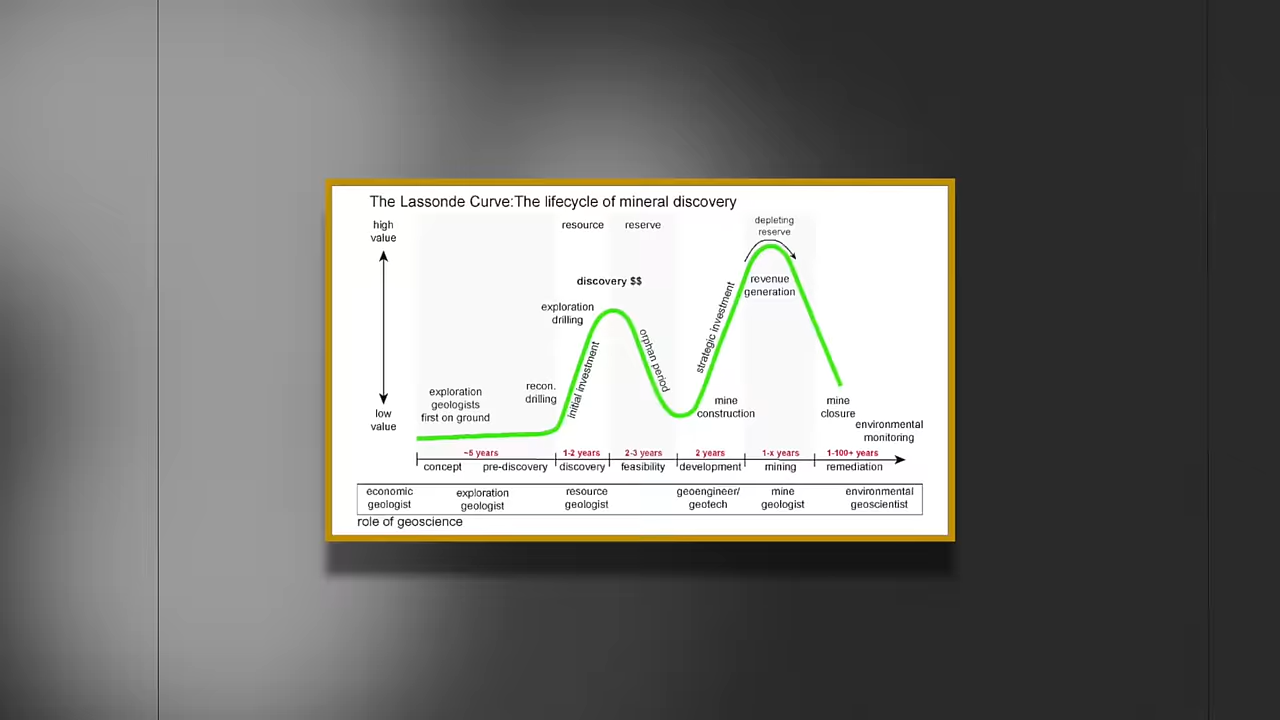 The Lassonde Curve:The lifecycle of mineral discovery
high
value
resource
reserve
depleting
reserve
discovery $$
revenue
generation
exploration
drilling
initial investment
orphan period
strategic investment
recon.
drilling
exploration
geologists
first on ground
low
value
mine
construction
mine
closure
environmental
monitoring
~5 years
1-2 years
2-3 years
2 years
1-x years
1-100+ years
concept
pre-discovery
discovery
feasibility
development
mining
remediation
economic
geologist
exploration
geologist
resource
geologist
geoengineer/
geotech
mine
geologist
environmental
geoscientist
role of geoscience